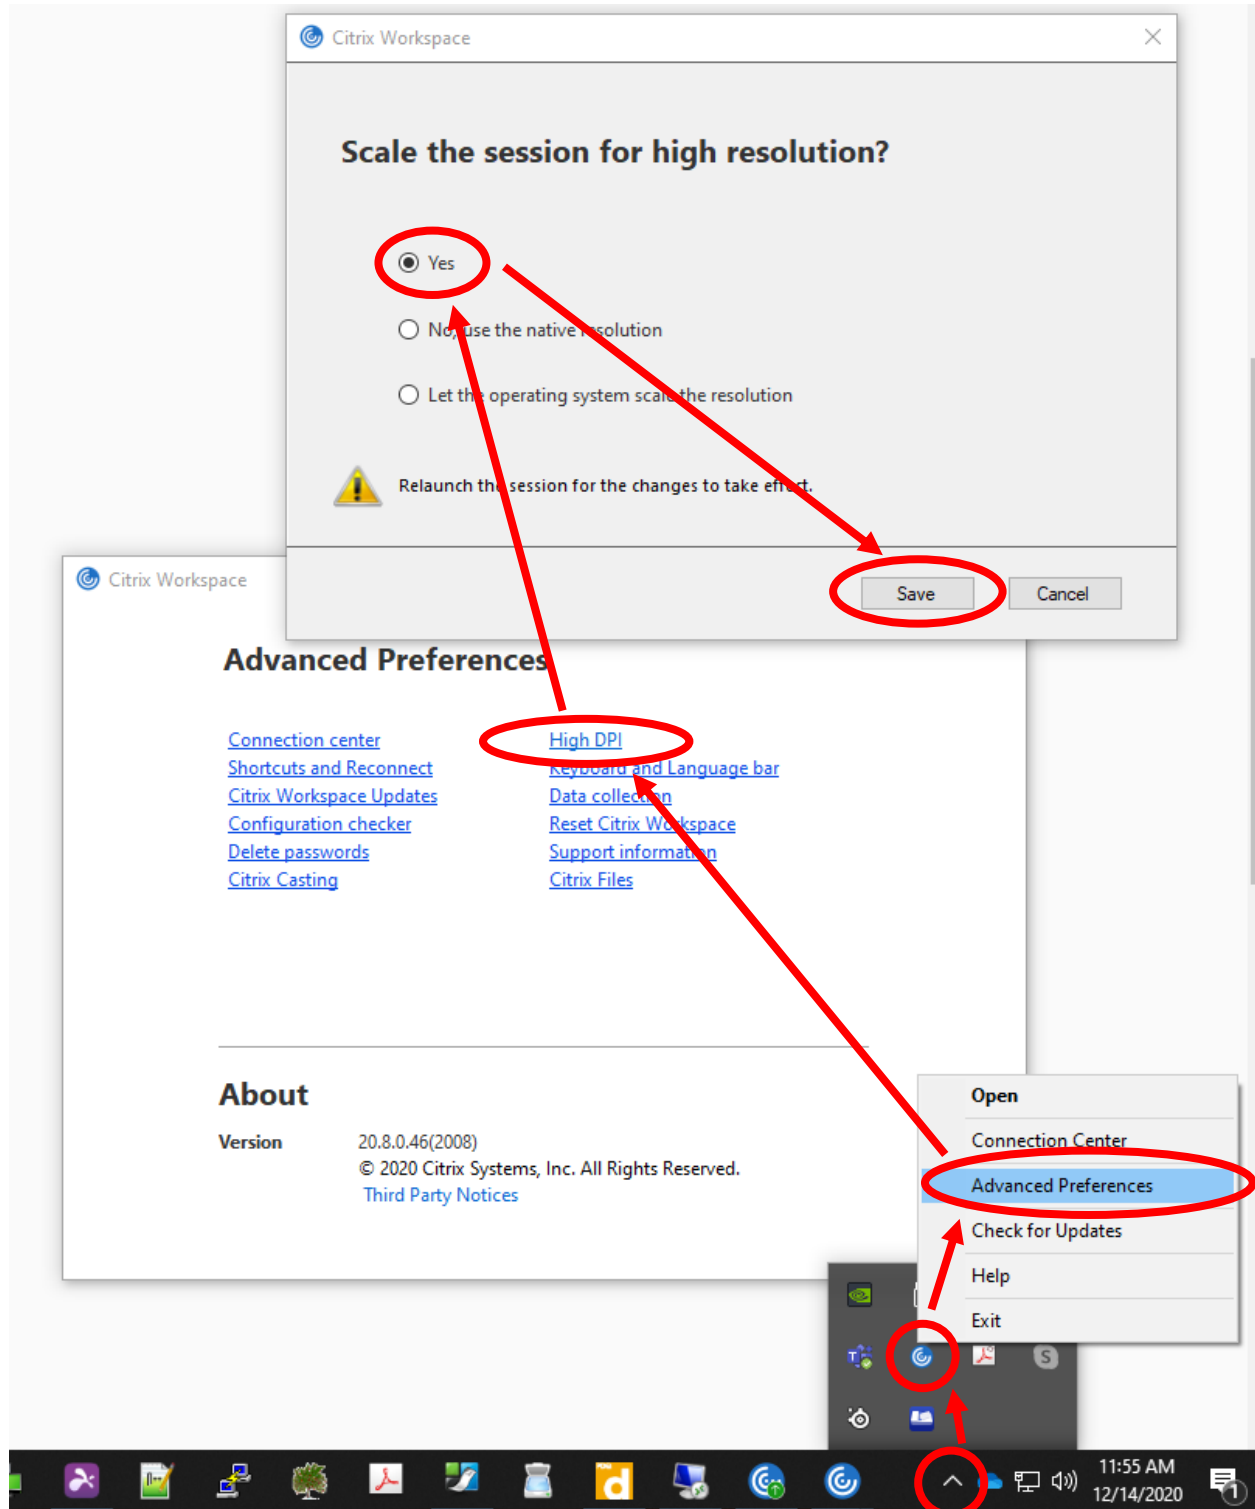 Citrix Workspace
Scale the session for high resolution?
Yes
No, use the native resolution
Let the operating system scale the resolution
Relaunch the session for the changes to take effect.
Save
Cancel
Citrix Workspace
Advanced Preferences
Connection center
Shortcuts and Reconnect
Citrix Workspace Updates
Configuration checker
Delete passwords
Citrix Casting
High DPI
Keyboard and Language bar
Data collection
Reset Citrix Workspace
Support information
Citrix Files
About
Version 20.8.0.46(2008)
© 2020 Citrix Systems, Inc. All Rights Reserved.
Third Party Notices
Open
Connection Center
Advanced Preferences
Check for Updates
Help
Exit
11:55 AM
12/14/2020
1